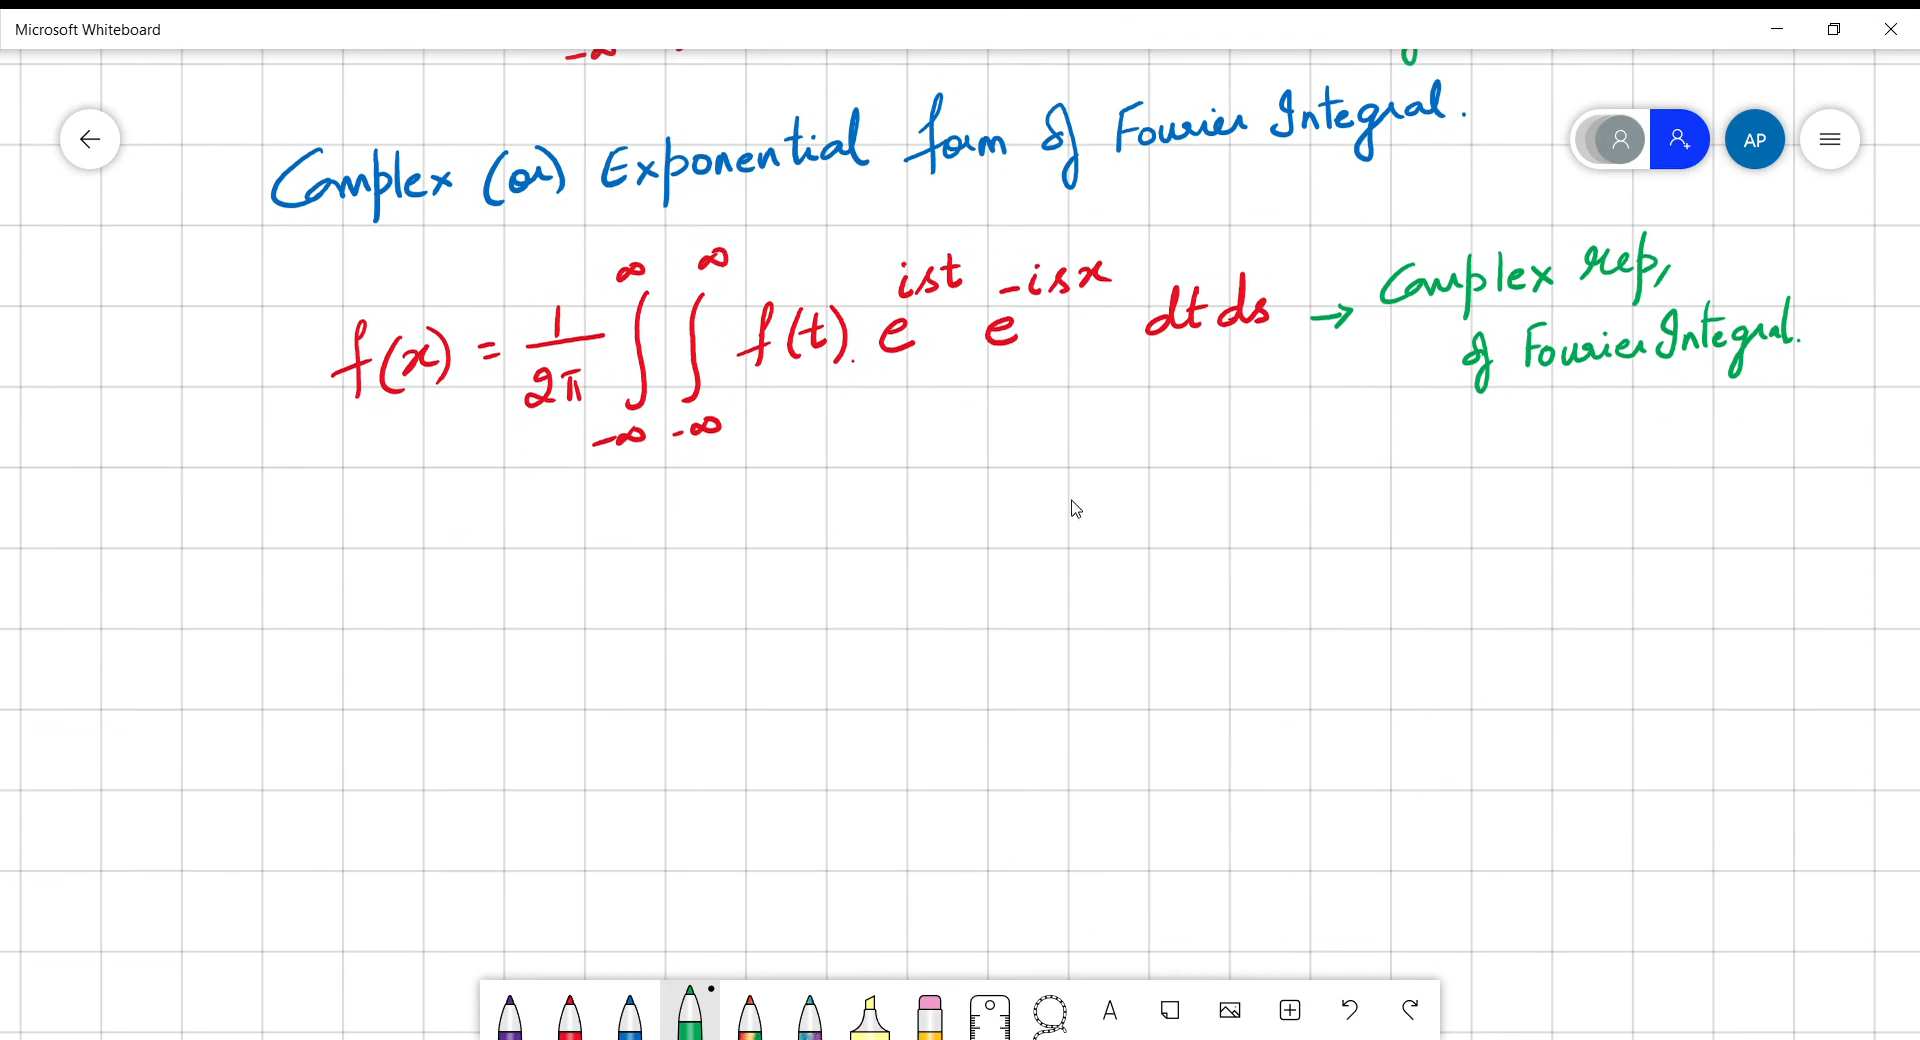 Microsoft Whiteboard
-∞
Complex (or) Exponential form of Fourier Integral.
AP
f(x) = 1/2π ∫_{-∞}^{∞} ∫_{-∞}^{∞} f(t). e^{ist} e^{-isx} dt ds → Complex rep,
of Fourier Integral.
A